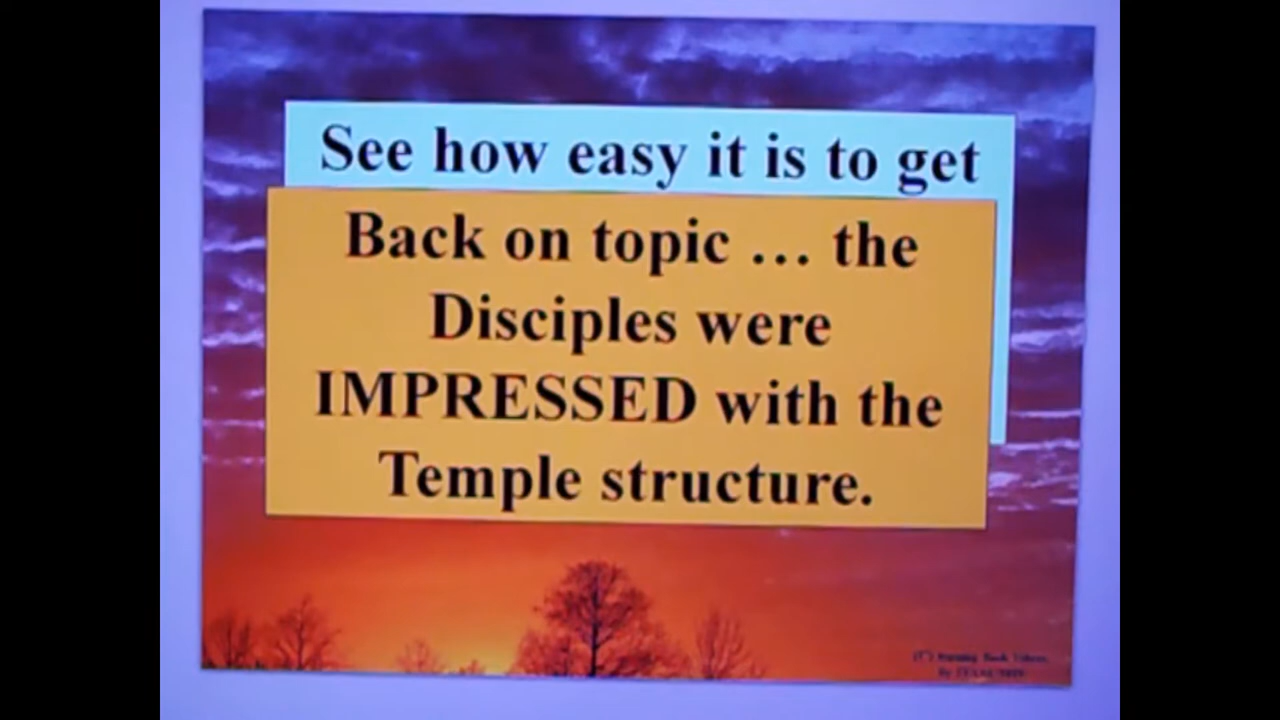 See how easy it is to get
Back on topic … the
Disciples were
IMPRESSED with the
Temple structure.